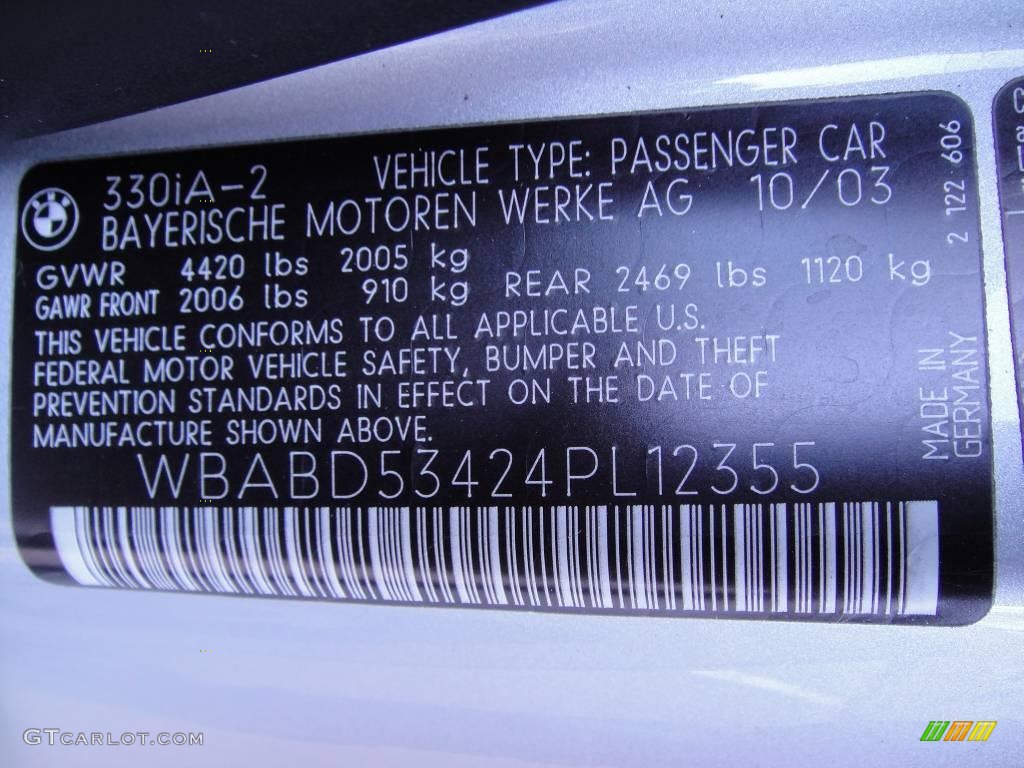 330iA-2 VEHICLE TYPE: PASSENGER CAR
BAYERISCHE MOTOREN WERKE AG 10/03
GVWR 4420 lbs 2005 kg
GAWR FRONT 2006 lbs 910 kg REAR 2469 lbs 1120 kg
THIS VEHICLE CONFORMS TO ALL APPLICABLE U.S.
FEDERAL MOTOR VEHICLE SAFETY, BUMPER AND THEFT
PREVENTION STANDARDS IN EFFECT ON THE DATE OF
MANUFACTURE SHOWN ABOVE.
WBABD53424PL12355
2 122 606
MADE IN
GERMANY
GTCARLOT.COM